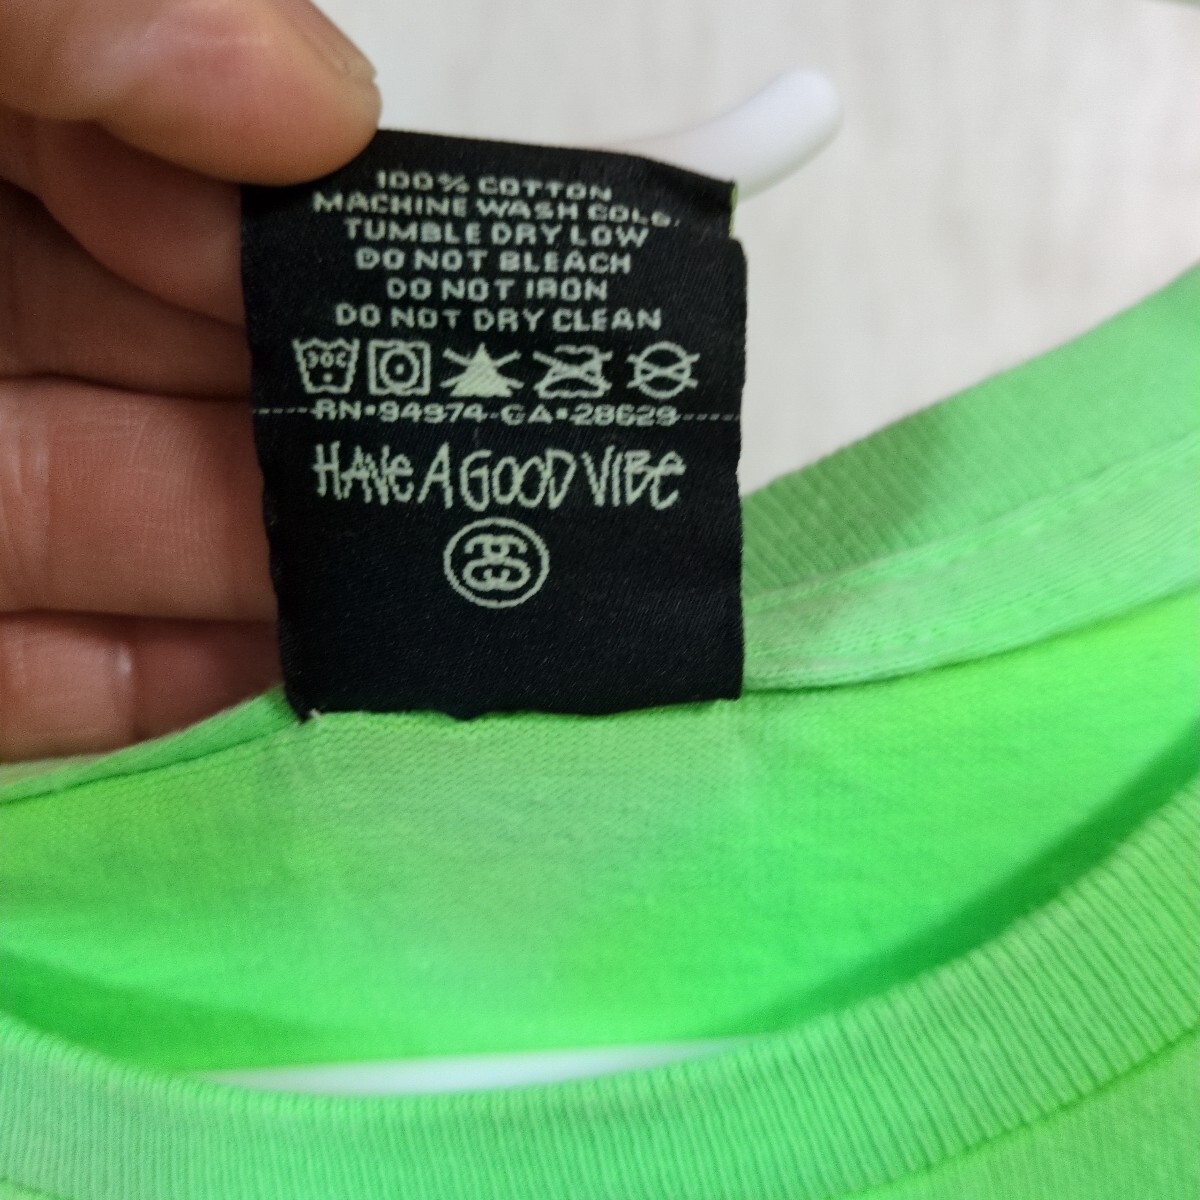 100% COTTON
MACHINE WASH COLD.
TUMBLE DRY LOW
DO NOT BLEACH
DO NOT IRON
DO NOT DRY CLEAN
30C
RN•94974 CA•28629
HAVE A GOOD VIBE